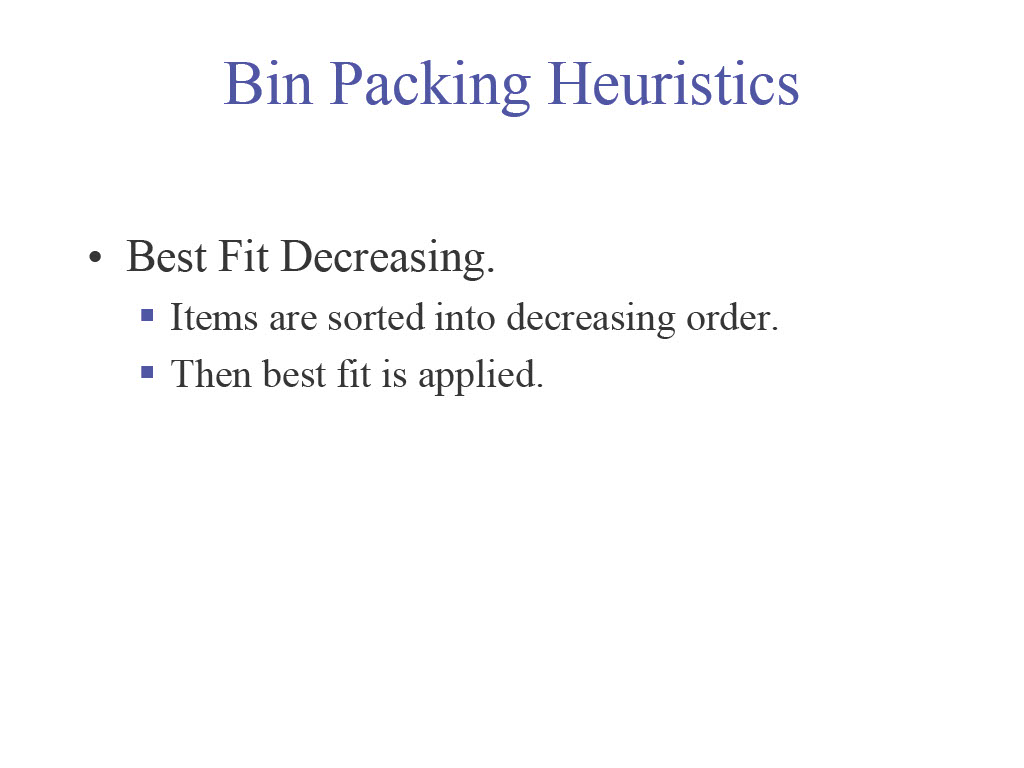 Bin Packing Heuristics
• Best Fit Decreasing.
▪ Items are sorted into decreasing order.
▪ Then best fit is applied.